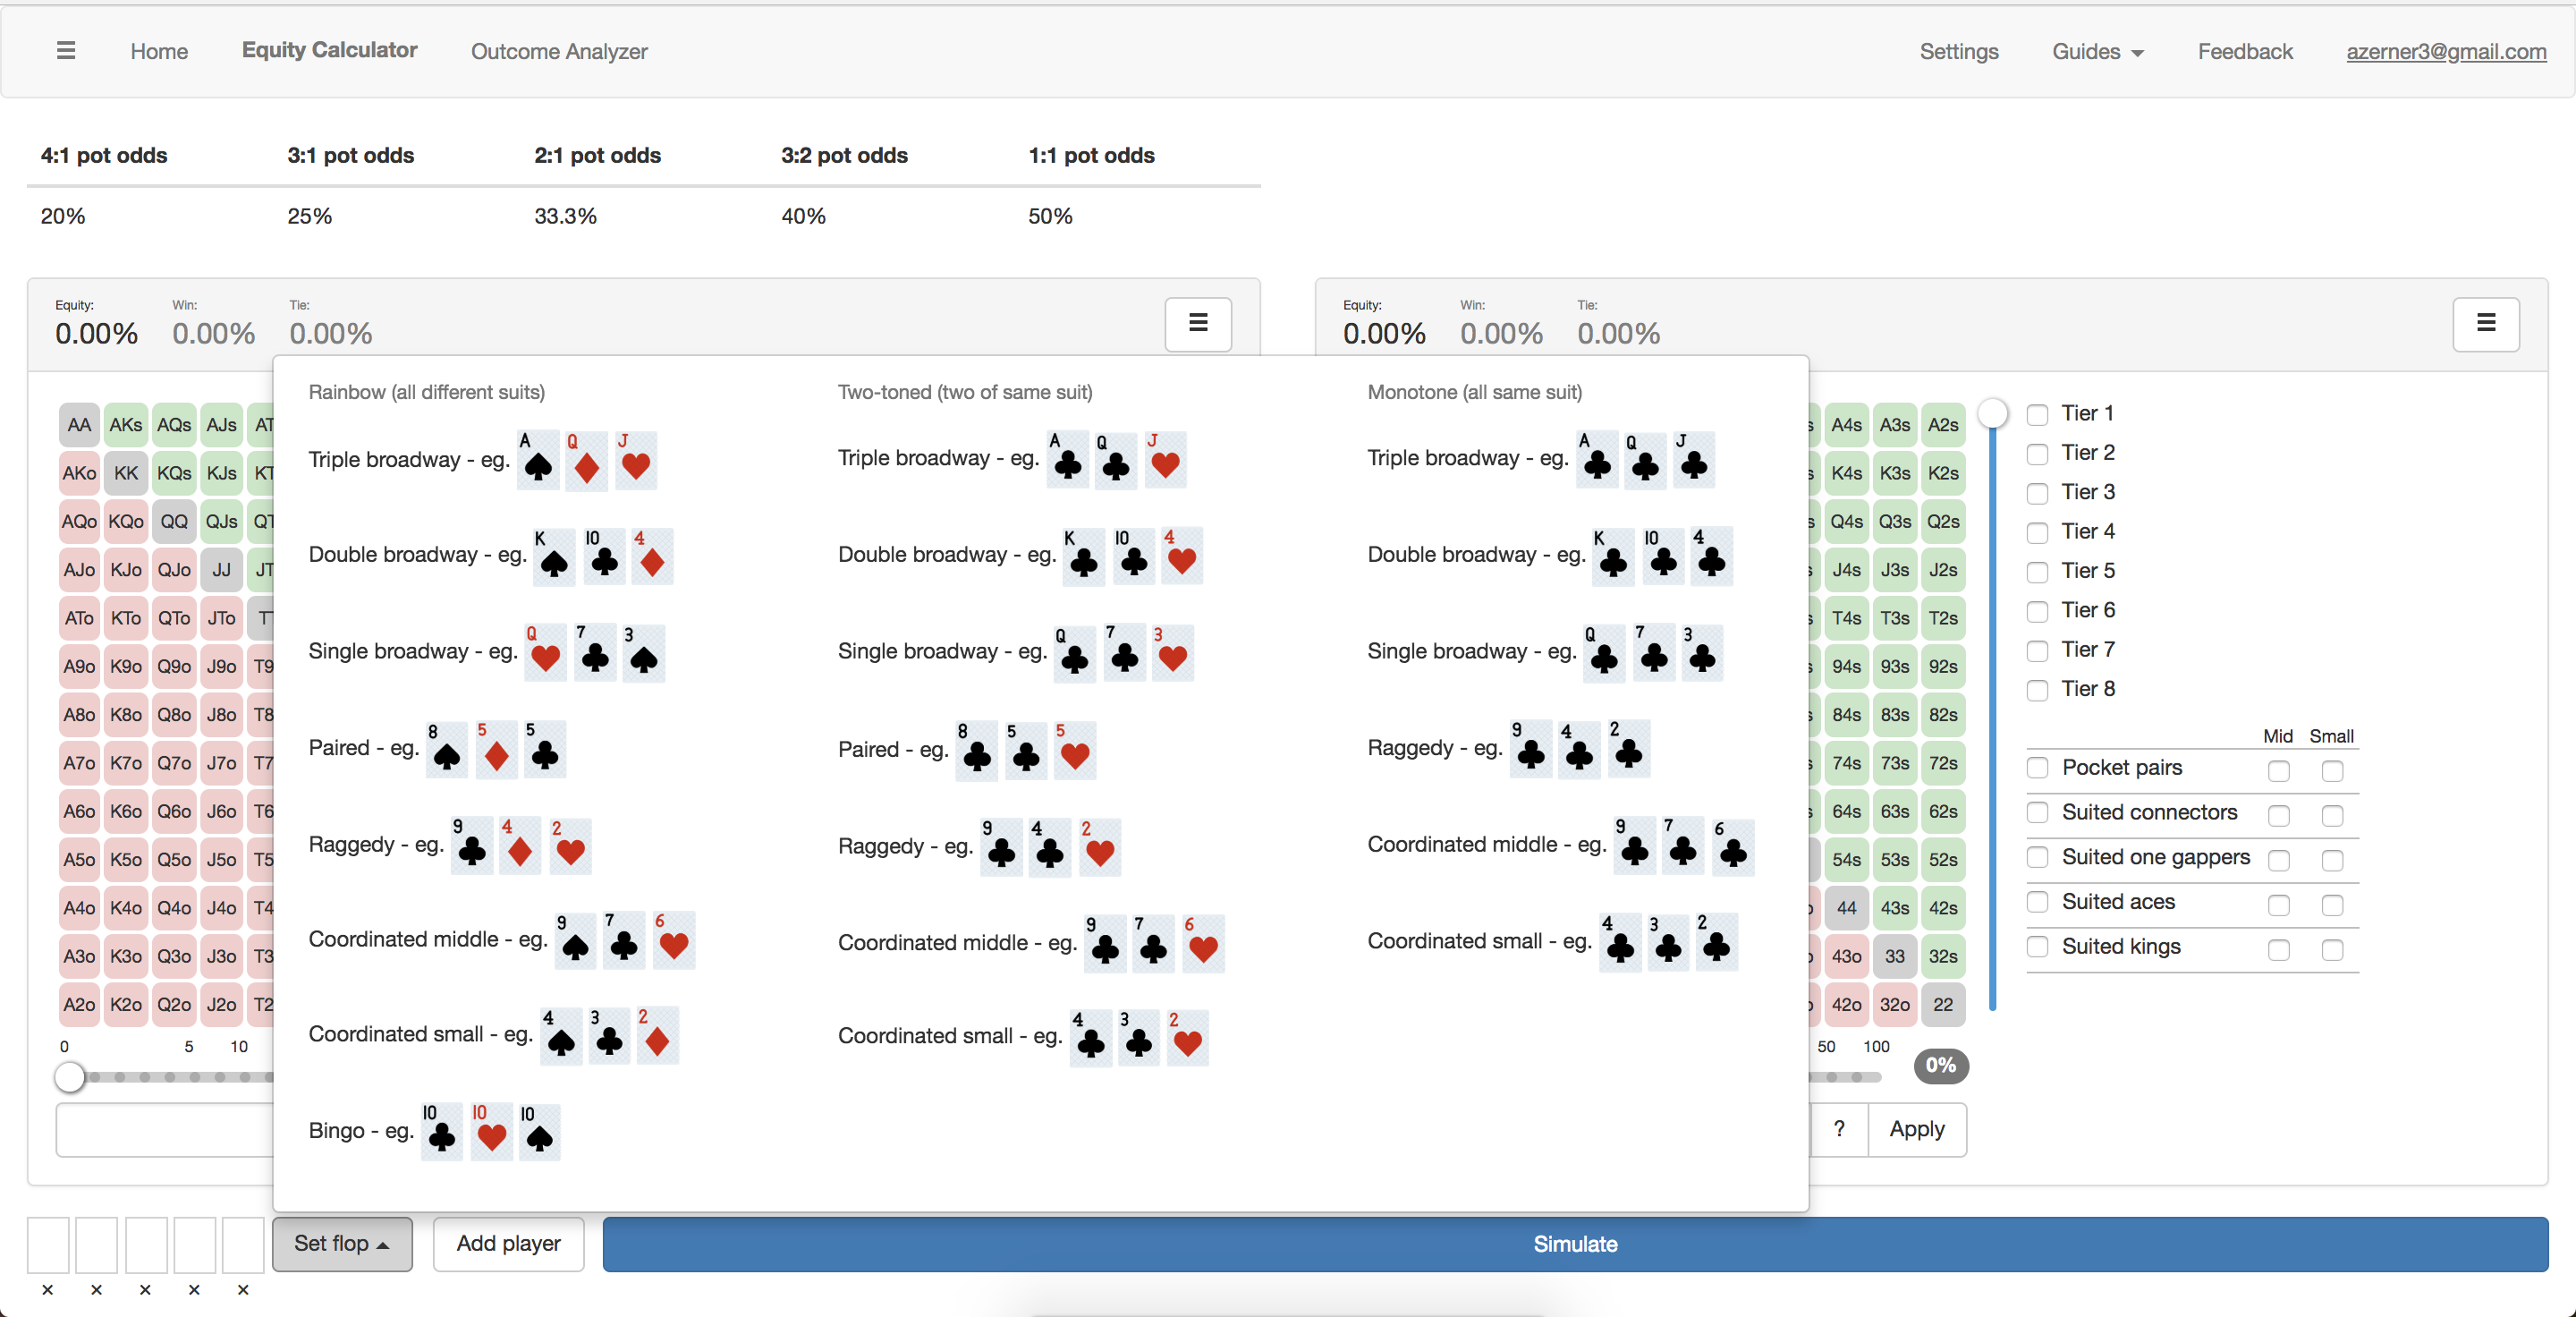 ☰ Home Equity Calculator Outcome Analyzer Settings Guides Feedback azerner3@gmail.com
4:1 pot odds 3:1 pot odds 2:1 pot odds 3:2 pot odds 1:1 pot odds
20% 25% 33.3% 40% 50%
Equity: Win: Tie:
0.00% 0.00% 0.00%
Equity: Win: Tie:
0.00% 0.00% 0.00%
AA AKs AQs AJs
AKo KK KQs KJs
AQo KQo QQ QJs
AJo KJo QJo JJ JT
ATo KTo QTo JTo
A9o K9o Q9o J9o T9
A8o K8o Q8o J8o T8
A7o K7o Q7o J7o T7
A6o K6o Q6o J6o T6
A5o K5o Q5o J5o T5
A4o K4o Q4o J4o T4
A3o K3o Q3o J3o T3
A2o K2o Q2o J2o T2
0 5 10
Rainbow (all different suits)
Triple broadway - eg. A Q J
Double broadway - eg. K 10 4
Single broadway - eg. Q 7 3
Paired - eg. 8 5 5
Raggedy - eg. 9 4 2
Coordinated middle - eg. 9 7 6
Coordinated small - eg. 4 3 2
Bingo - eg. 10 10 10
Two-toned (two of same suit)
Triple broadway - eg. A Q J
Double broadway - eg. K 10 4
Single broadway - eg. Q 7 3
Paired - eg. 8 5 5
Raggedy - eg. 9 4 2
Coordinated middle - eg. 9 7 6
Coordinated small - eg. 4 3 2
Monotone (all same suit)
Triple broadway - eg. A Q J
Double broadway - eg. K 10 4
Single broadway - eg. Q 7 3
Raggedy - eg. 9 4 2
Coordinated middle - eg. 9 7 6
Coordinated small - eg. 4 3 2
A4s A3s A2s
K4s K3s K2s
Q4s Q3s Q2s
J4s J3s J2s
T4s T3s T2s
94s 93s 92s
84s 83s 82s
74s 73s 72s
64s 63s 62s
54s 53s 52s
44 43s 42s
43o 33 32s
42o 32o 22
50 100 0%
? Apply
Tier 1
Tier 2
Tier 3
Tier 4
Tier 5
Tier 6
Tier 7
Tier 8
Mid Small
Pocket pairs
Suited connectors
Suited one gappers
Suited aces
Suited kings
Set flop Add player Simulate
× × × × ×